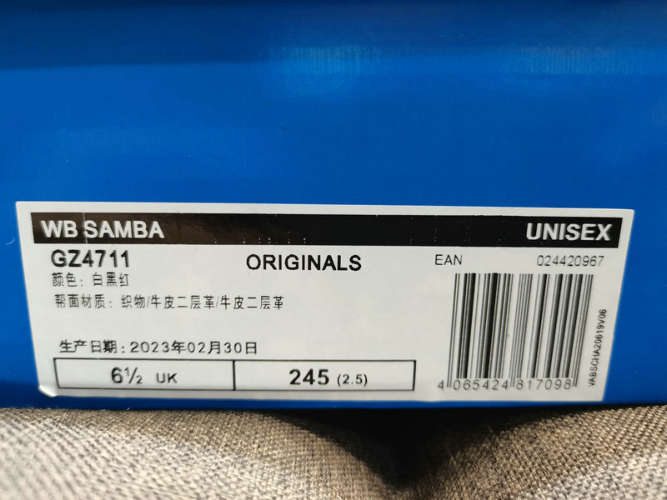 WB SAMBA
UNISEX
GZ4711
ORIGINALS
EAN
024420967
颜色: 白黑红
帮面材质: 织物/牛皮二层革/牛皮二层革
生产日期: 2023年02月30日
6½ UK
245 (2.5)
4 065424 817098
YABSCHA20619V06